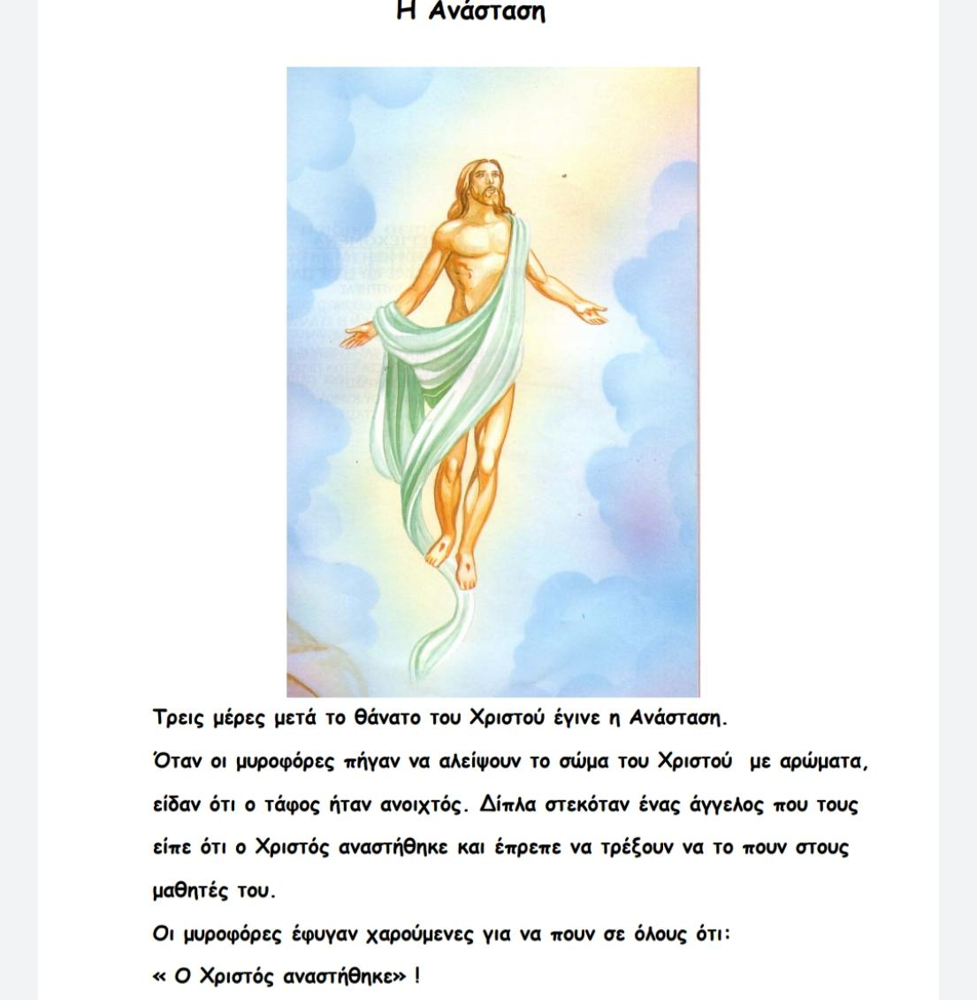 Η Ανάσταση
Τρεις μέρες μετά το θάνατο του Χριστού έγινε η Ανάσταση.
Όταν οι μυροφόρες πήγαν να αλείψουν το σώμα του Χριστού με αρώματα,
είδαν ότι ο τάφος ήταν ανοιχτός. Δίπλα στεκόταν ένας άγγελος που τους
είπε ότι ο Χριστός αναστήθηκε και έπρεπε να τρέξουν να το πουν στους
μαθητές του.
Οι μυροφόρες έφυγαν χαρούμενες για να πουν σε όλους ότι:
« Ο Χριστός αναστήθηκε» !